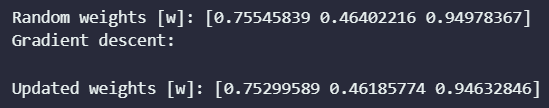 Random weights [w]: [0.75545839 0.46402216 0.94978367]
Gradient descent:
Updated weights [w]: [0.75299589 0.46185774 0.94632846]